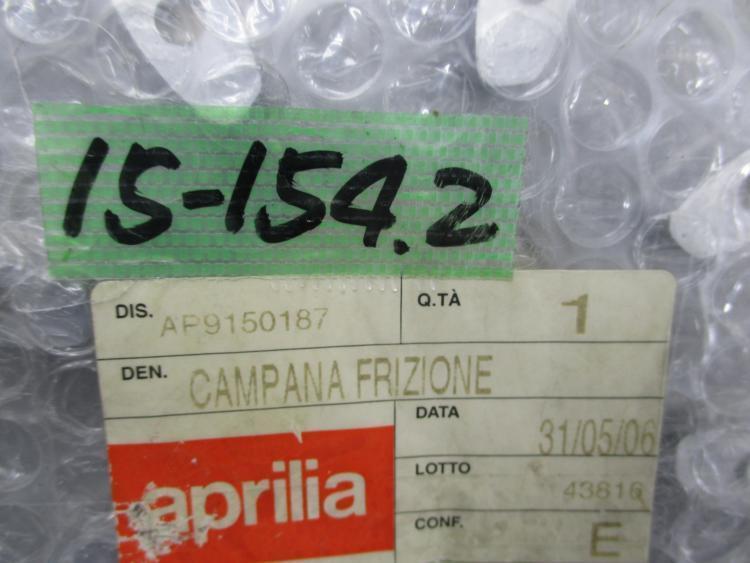 15-154.2
DIS. AP9150187 Q.TÀ 1
DEN. CAMPANA FRIZIONE
DATA 31/05/06
aprilia
LOTTO 43816
CONF. E